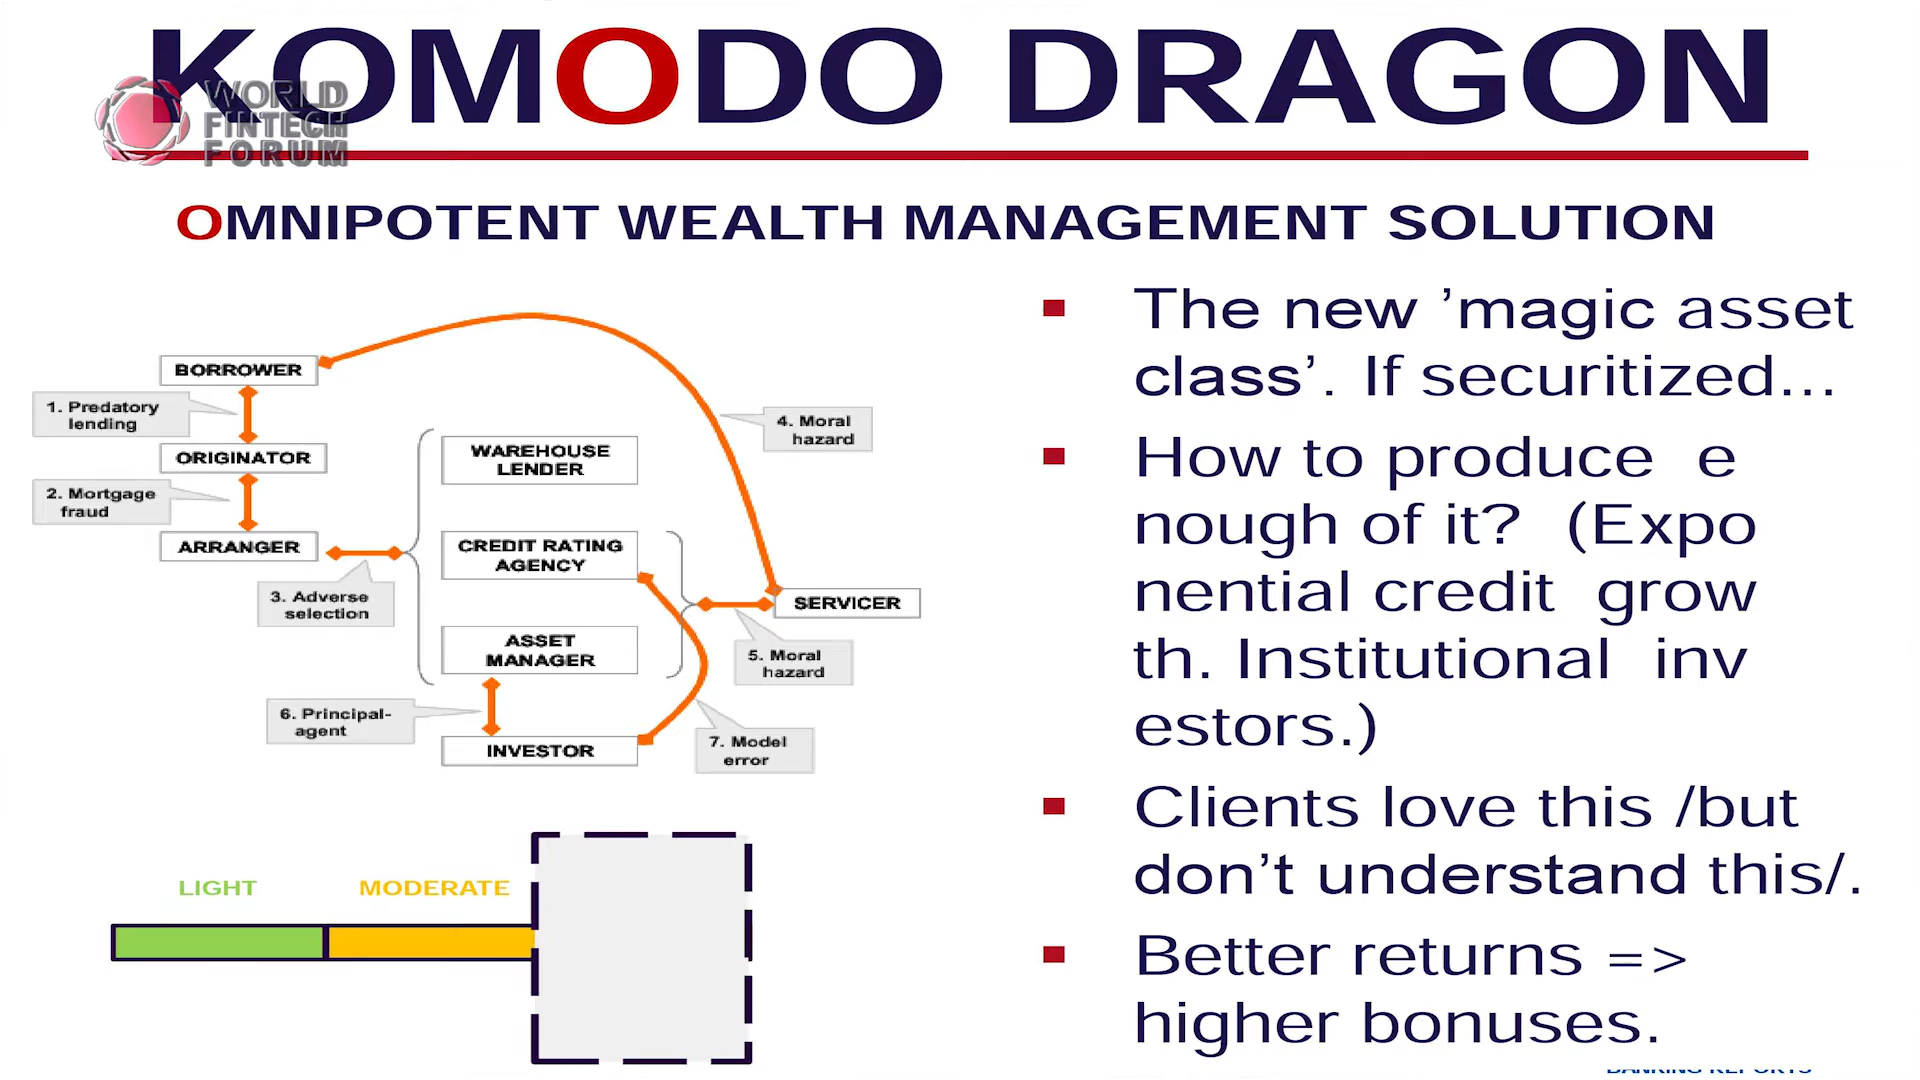 KOMODO DRAGON
WORLD
FINTECH
FORUM
OMNIPOTENT WEALTH MANAGEMENT SOLUTION
BORROWER
1. Predatory
lending
ORIGINATOR
2. Mortgage
fraud
ARRANGER
3. Adverse
selection
WAREHOUSE
LENDER
CREDIT RATING
AGENCY
ASSET
MANAGER
4. Moral
hazard
SERVICER
5. Moral
hazard
6. Principal-
agent
INVESTOR
7. Model
error
LIGHT
MODERATE
The new ’magic asset
class’. If securitized...
How to produce e
nough of it? (Expo
nential credit grow
th. Institutional inv
estors.)
Clients love this /but
don’t understand this/.
Better returns =>
higher bonuses.
BANKING REPORTS